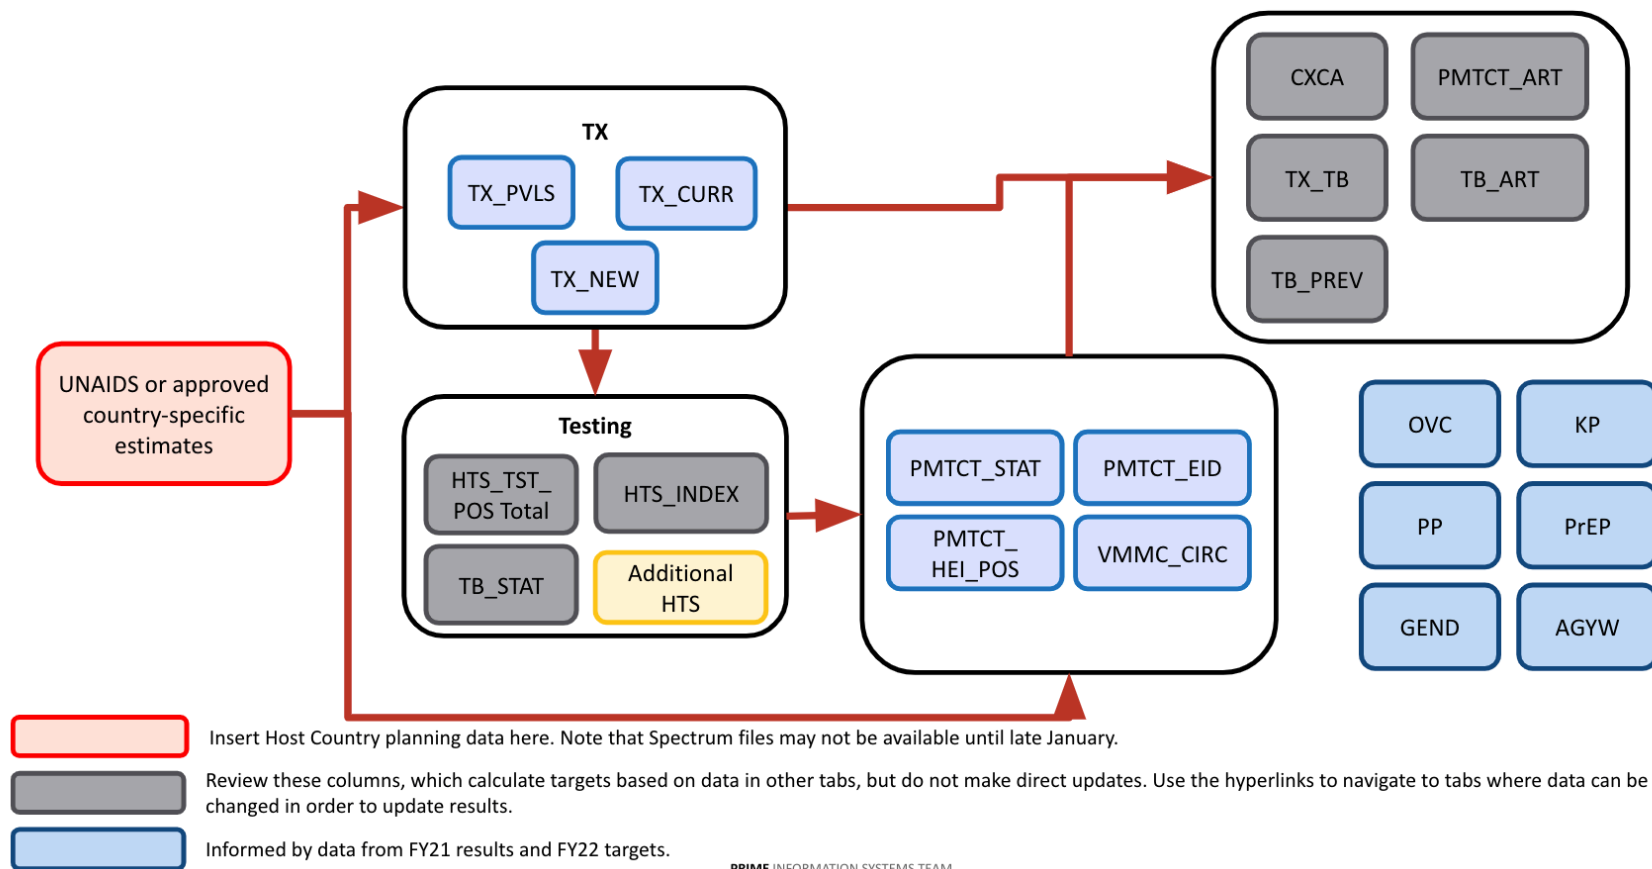 CXCA
PMTCT_ART
TX
TX_PVLS
TX_CURR
TX_TB
TB_ART
TX_NEW
TB_PREV
UNAIDS or approved
country-specific
estimates
Testing
HTS_TST_
POS Total
HTS_INDEX
TB_STAT
Additional
HTS
PMTCT_STAT
PMTCT_EID
PMTCT_
HEI_POS
VMMC_CIRC
OVC
KP
PP
PrEP
GEND
AGYW
Insert Host Country planning data here. Note that Spectrum files may not be available until late January.
Review these columns, which calculate targets based on data in other tabs, but do not make direct updates. Use the hyperlinks to navigate to tabs where data can be
changed in order to update results.
Informed by data from FY21 results and FY22 targets.
PRIME INFORMATION SYSTEMS TEAM